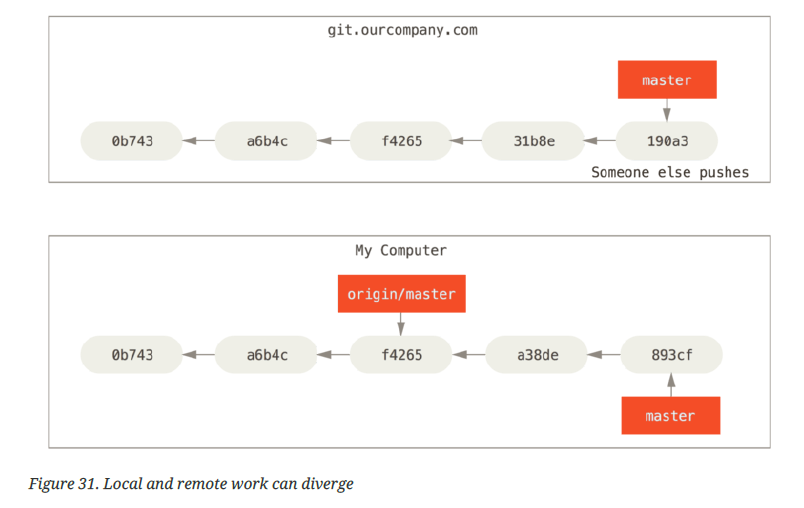 git.ourcompany.com
master
0b743
a6b4c
f4265
31b8e
190a3
Someone else pushes
My Computer
origin/master
0b743
a6b4c
f4265
a38de
893cf
master
Figure 31. Local and remote work can diverge